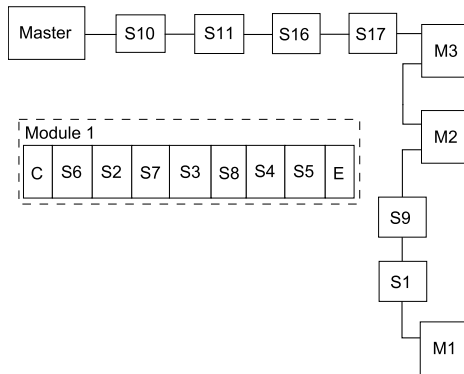 Master S10 S11 S16 S17 M3
M2
Module 1
C S6 S2 S7 S3 S8 S4 S5 E
S9
S1
M1